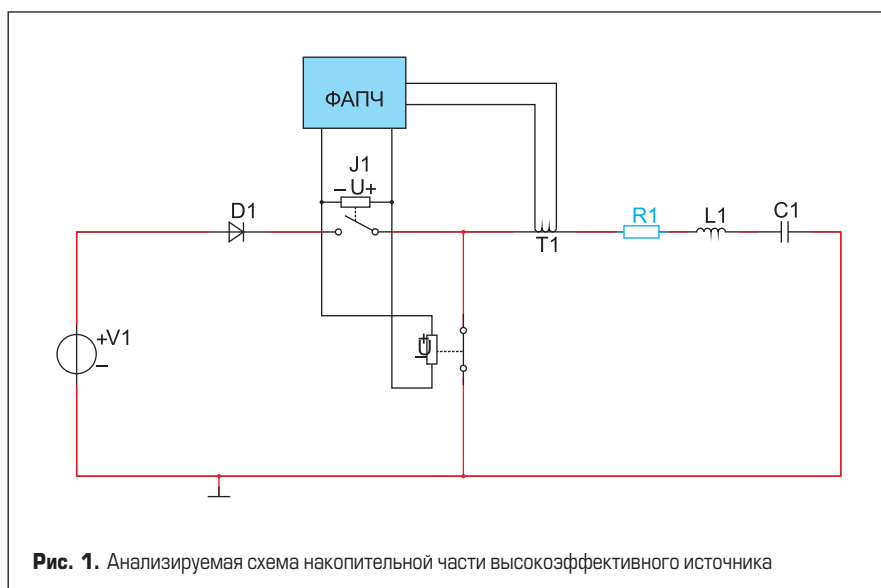 ФАПЧ
J1
– U +
D1
T1
R1
L1
C1
+V1
–
U +
–
Рис. 1. Анализируемая схема накопительной части высокоэффективного источника